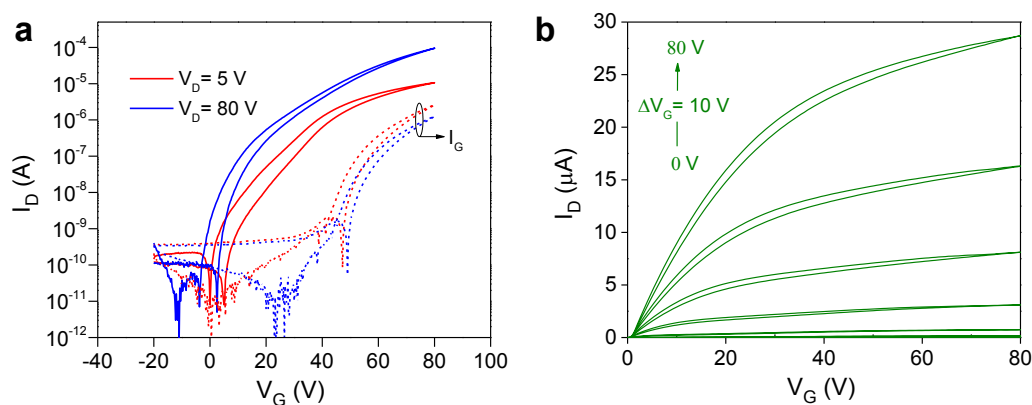 a
I_D (A)
10^-4
10^-5
10^-6
10^-7
10^-8
10^-9
10^-10
10^-11
10^-12
V_D= 5 V
V_D= 80 V
I_G
-40 -20 0 20 40 60 80 100
V_G (V)
b
I_D (μA)
30
25
20
15
10
5
0
80 V
ΔV_G= 10 V
0 V
0 20 40 60 80
V_G (V)